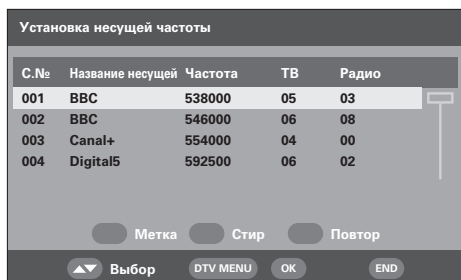 Установка несущей частоты
С.№ Название несущей Частота ТВ Радио
001 BBC 538000 05 03
002 BBC 546000 06 08
003 Canal+ 554000 04 00
004 Digital5 592500 06 02
Метка Стир Повтор
Выбор DTV MENU OK END